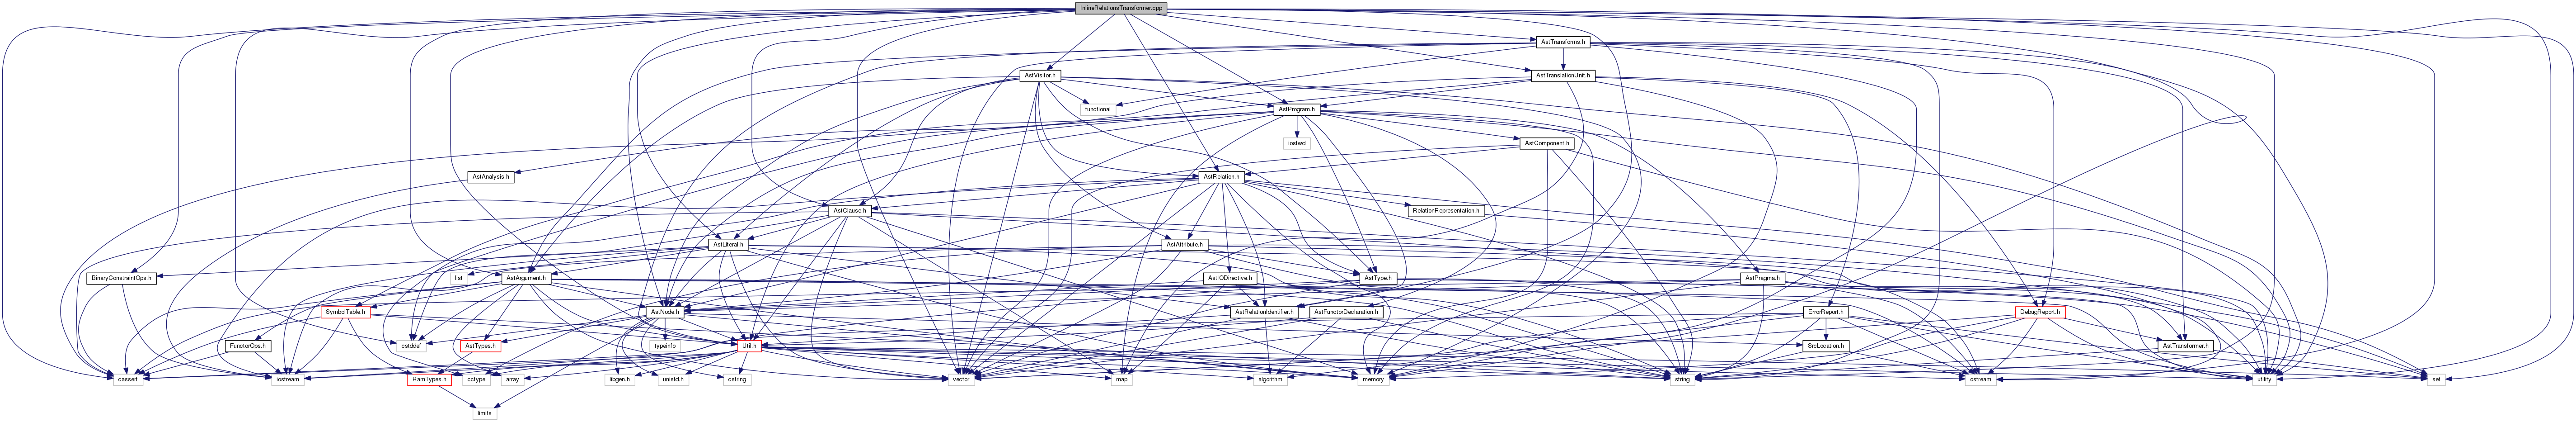 InlineRelationsTransformer.cpp
AstTransforms.h
AstVisitor.h
AstTranslationUnit.h
functional
AstProgram.h
iosfwd
AstComponent.h
AstAnalysis.h
AstRelation.h
AstClause.h
RelationRepresentation.h
AstLiteral.h
AstAttribute.h
BinaryConstraintOps.h
list
AstArgument.h
AstIODirective.h
AstType.h
AstPragma.h
SymbolTable.h
AstNode.h
AstRelationIdentifier.h
AstFunctorDeclaration.h
ErrorReport.h
DebugReport.h
FunctorOps.h
cstddef
AstTypes.h
typeinfo
Util.h
SrcLocation.h
AstTransformer.h
cassert
iostream
RamTypes.h
cctype
array
libgen.h
unistd.h
cstring
vector
map
algorithm
memory
string
ostream
utility
set
limits